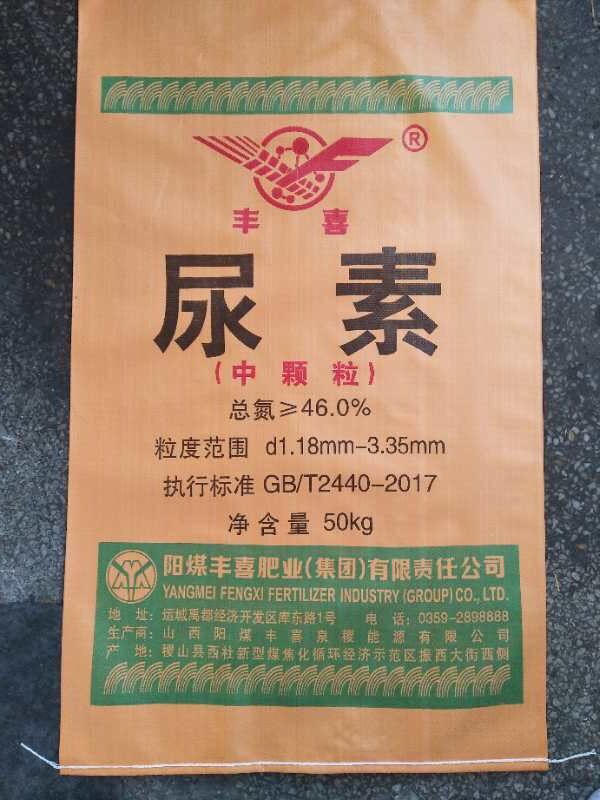 ®
丰 喜
尿 素
(中 颗 粒)
总氮≥46.0%
粒度范围 d1.18mm-3.35mm
执行标准 GB/T2440-2017
净含量 50kg
阳煤丰喜肥业(集团)有限责任公司
YANGMEI FENGXI FERTILIZER INDUSTRY (GROUP) CO., LTD.
地 址: 运城禹都经济开发区库东路1号 电 话: 0359-2898888
生产商: 山西阳煤丰喜泉稷能源有限公司
产 地: 稷山县西社新型煤焦化循环经济示范区振西大街西侧